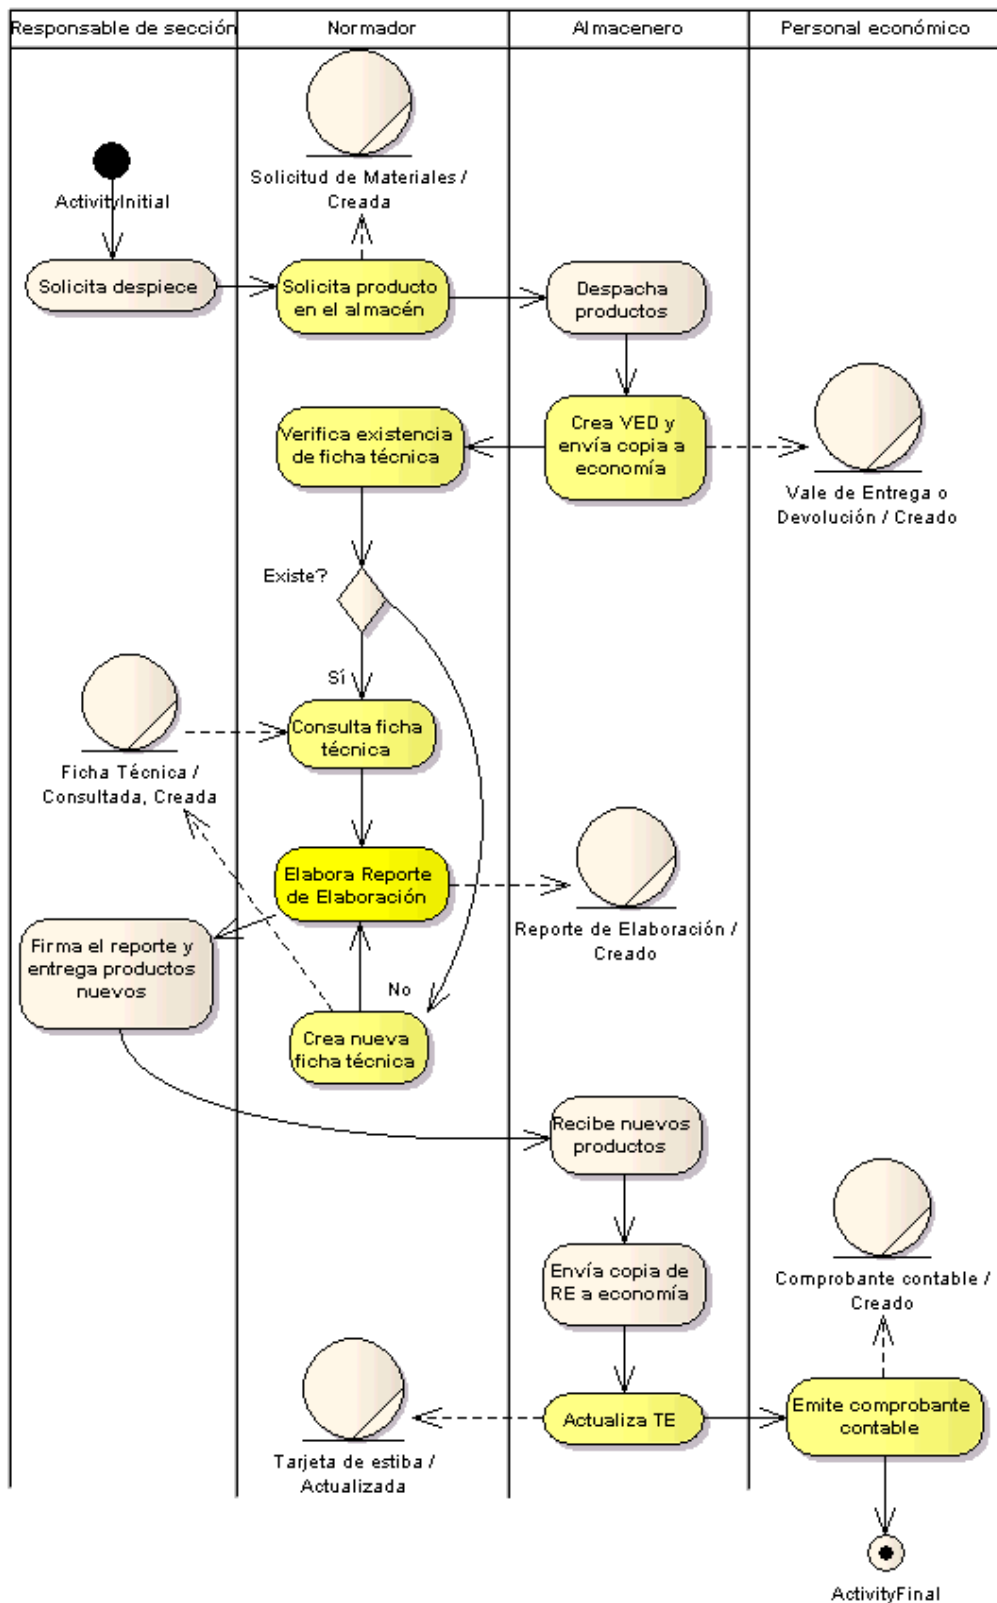 Responsable de sección
Normador
Almacenero
Personal económico
Solicitud de Materiales /
Creada
ActivityInitial
Solicita despiece
Solicita producto
en el almacén
Despacha
productos
Verifica existencia
de ficha técnica
Crea VED y
envía copia a
economía
Vale de Entrega o
Devolución / Creado
Existe?
Sí
Consulta ficha
técnica
Ficha Técnica /
Consultada, Creada
Elabora Reporte
de Elaboración
Reporte de Elaboración /
Creado
Firma el reporte y
entrega productos
nuevos
No
Crea nueva
ficha técnica
Recibe nuevos
productos
Envía copia de
RE a economía
Comprobante contable /
Creado
Actualiza TE
Emite comprobante
contable
Tarjeta de estiba /
Actualizada
ActivityFinal